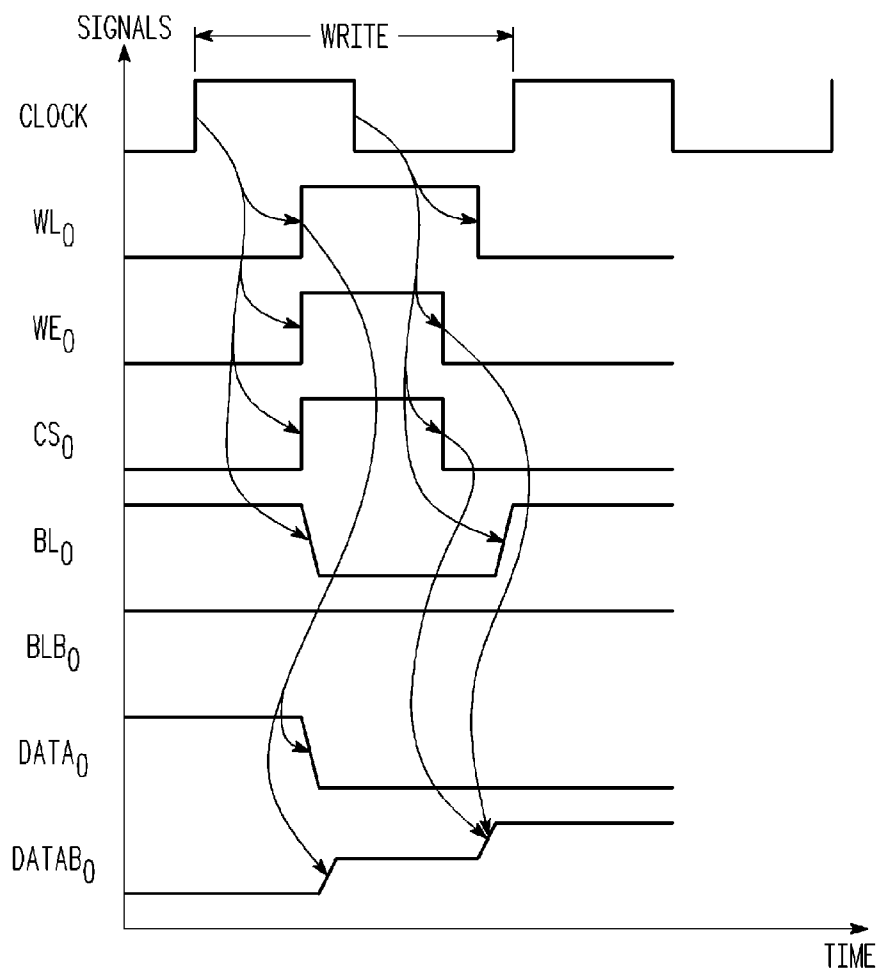 SIGNALS
WRITE
CLOCK
WL0
WE0
CS0
BL0
BLB0
DATA0
DATAB0
TIME